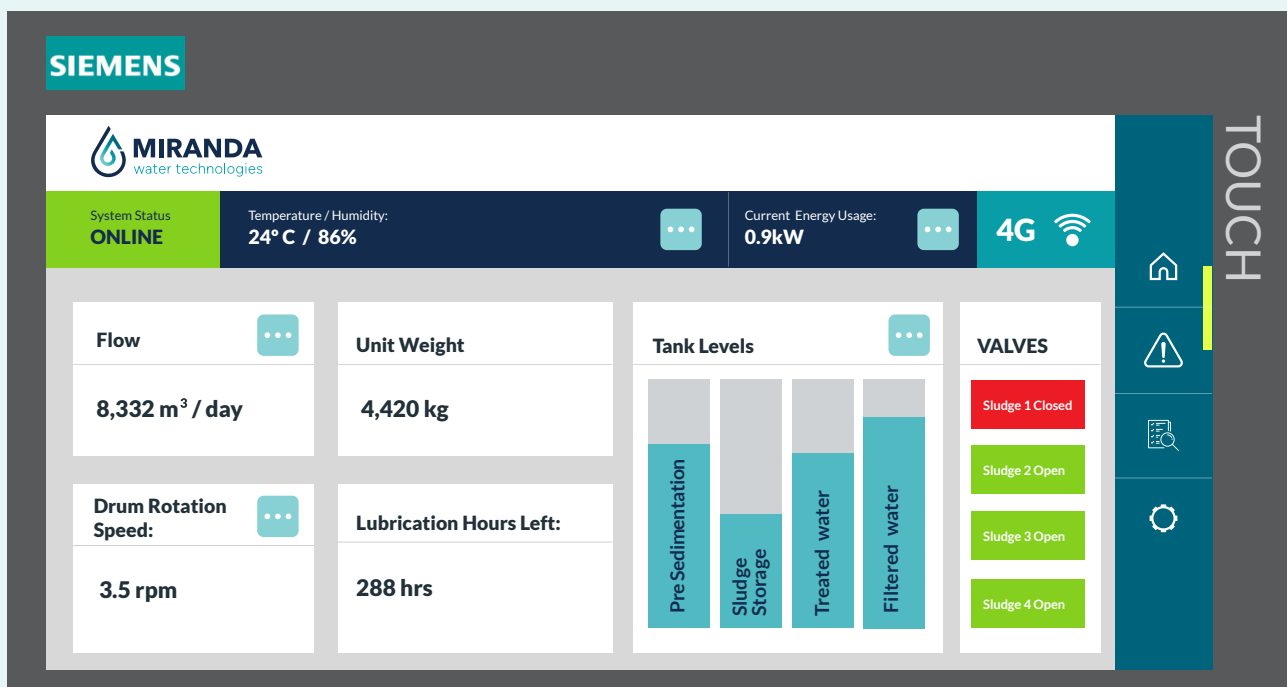 SIEMENS
TOUCH
MIRANDA
water technologies
System Status
ONLINE
Temperature / Humidity:
24° C / 86%
Current Energy Usage:
0.9kW
4G
Flow
8,332 m³ / day
Unit Weight
4,420 kg
Drum Rotation
Speed:
3.5 rpm
Lubrication Hours Left:
288 hrs
Tank Levels
Pre Sedimentation
Sludge
Storage
Treated water
Filtered water
VALVES
Sludge 1 Closed
Sludge 2 Open
Sludge 3 Open
Sludge 4 Open